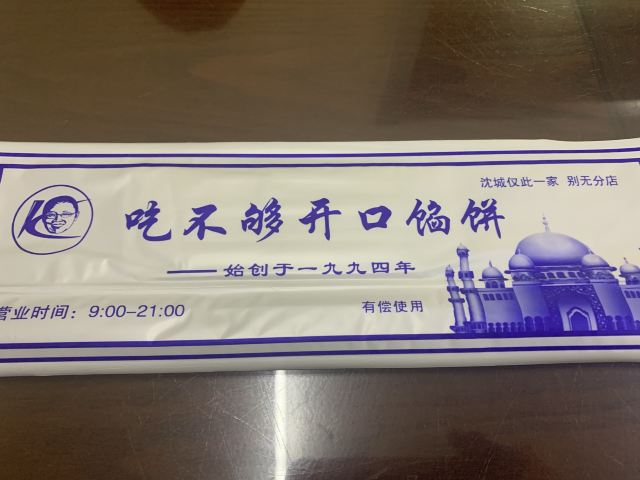 沈城仅此一家 别无分店
吃不够开口馅饼
——始创于一九九四年
营业时间：9:00-21:00
有偿使用